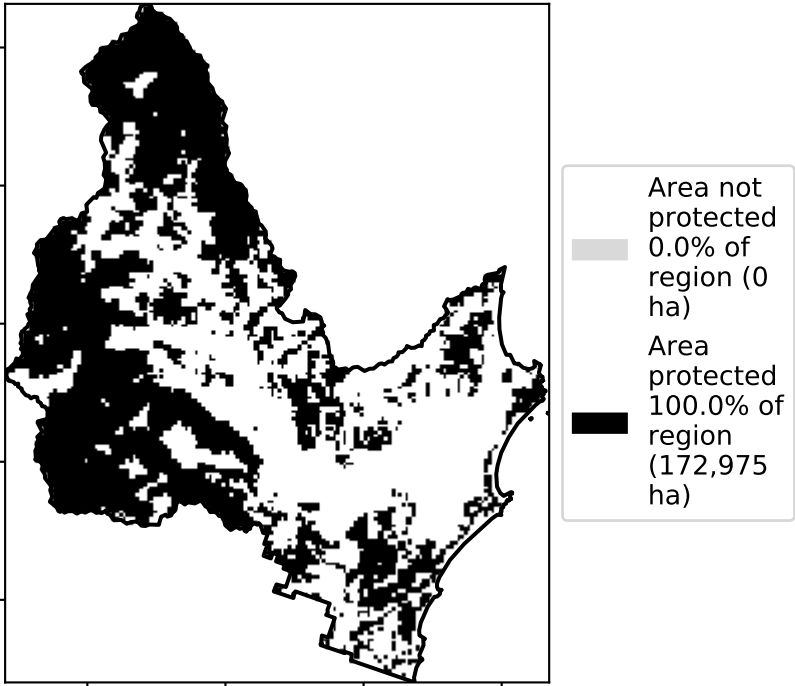 Area not
protected
0.0% of
region (0
ha)
Area
protected
100.0% of
region
(172,975
ha)